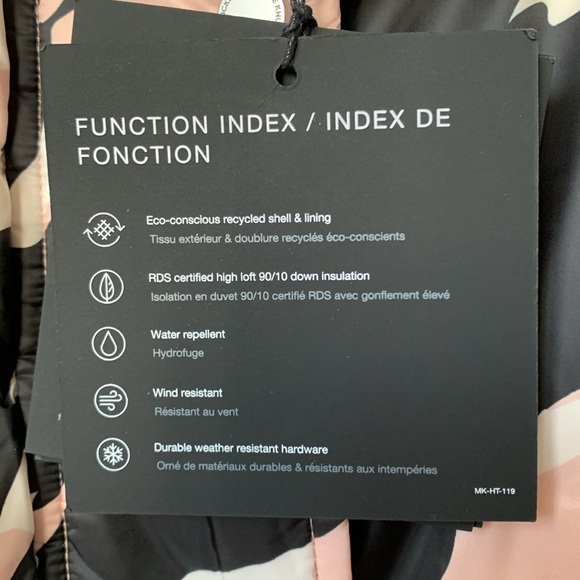 FUNCTION INDEX / INDEX DE
FONCTION
Eco-conscious recycled shell & lining
Tissu extérieur & doublure recyclés éco-conscients
RDS certified high loft 90/10 down insulation
Isolation en duvet 90/10 certifié RDS avec gonflement élevé
Water repellent
Hydrofuge
Wind resistant
Résistant au vent
Durable weather resistant hardware
Orné de matériaux durables & résistants aux intempéries
MK-HT-119